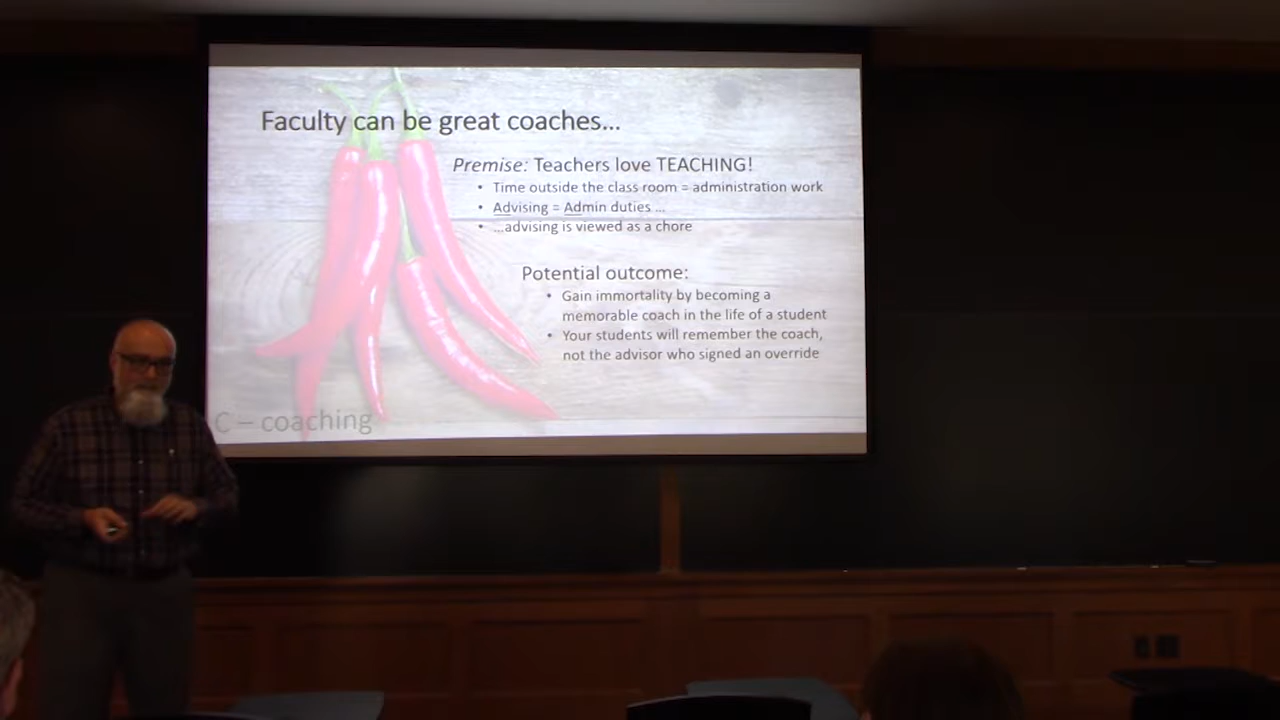 Faculty can be great coaches...
Premise: Teachers love TEACHING!
• Time outside the class room = administration work
• Advising = Admin duties ...
• ...advising is viewed as a chore
Potential outcome:
• Gain immortality by becoming a
memorable coach in the life of a student
• Your students will remember the coach,
not the advisor who signed an override
C – coaching